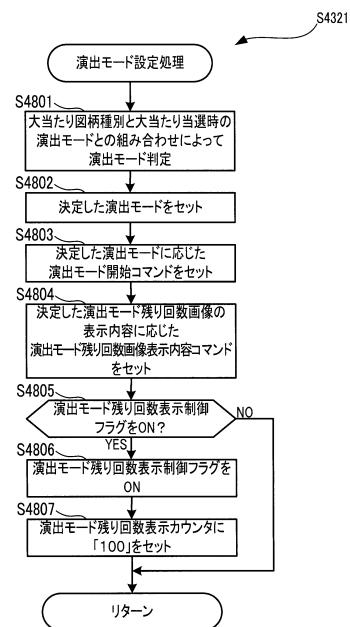 S4321
演出モード設定処理
S4801
大当たり図柄種別と大当たり当選時の
演出モードとの組み合わせによって
演出モード判定
S4802
決定した演出モードをセット
S4803
決定した演出モードに応じた
演出モード開始コマンドをセット
S4804
決定した演出モード残り回数画像の
表示内容に応じた
演出モード残り回数画像表示内容コマンド
をセット
S4805
演出モード残り回数表示制御
フラグをON?
NO
YES
S4806
演出モード残り回数表示制御フラグを
ON
S4807
演出モード残り回数表示カウンタに
「100」をセット
リターン